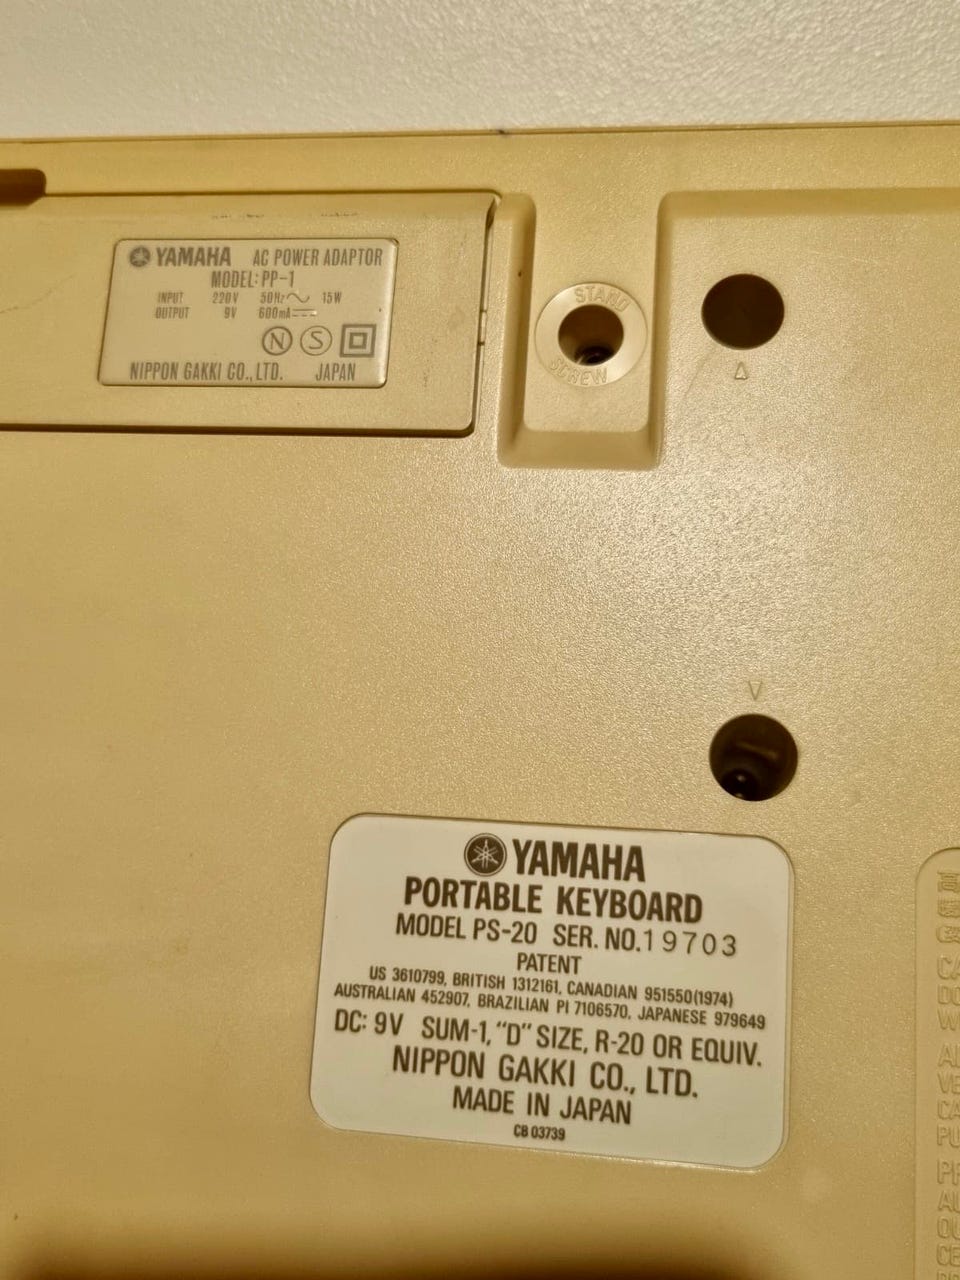 YAMAHA AC POWER ADAPTOR
MODEL: PP-1
INPUT 220V 50Hz 15W
OUTPUT 9V 600mA
N S
NIPPON GAKKI CO., LTD. JAPAN
STAND
SCREW
YAMAHA
PORTABLE KEYBOARD
MODEL PS-20 SER. NO. 19703
PATENT
US 3610799, BRITISH 1312161, CANADIAN 951550(1974)
AUSTRALIAN 452907, BRAZILIAN PI 7106570, JAPANESE 979649
DC: 9V SUM-1, "D" SIZE, R-20 OR EQUIV.
NIPPON GAKKI CO., LTD.
MADE IN JAPAN
CB 03739